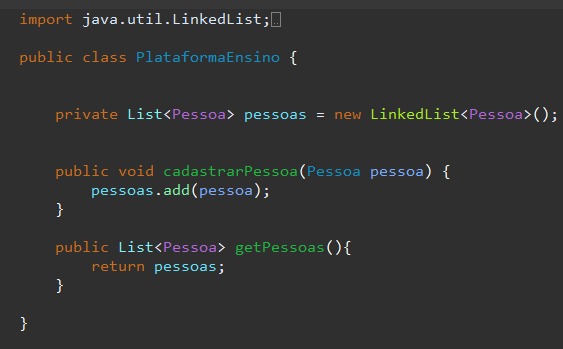 import java.util.LinkedList;
public class PlataformaEnsino {
private List<Pessoa> pessoas = new LinkedList<Pessoa>();
public void cadastrarPessoa(Pessoa pessoa) {
pessoas.add(pessoa);
}
public List<Pessoa> getPessoas(){
return pessoas;
}
}